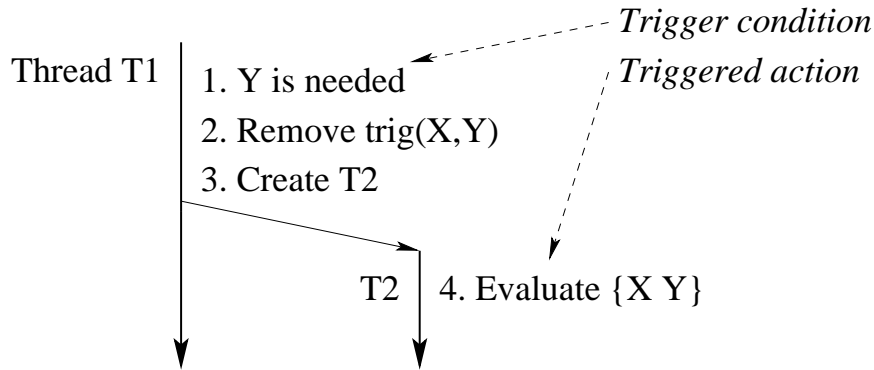 Trigger condition
Thread T1
Triggered action
1. Y is needed
2. Remove trig(X,Y)
3. Create T2
T2
4. Evaluate {X Y}